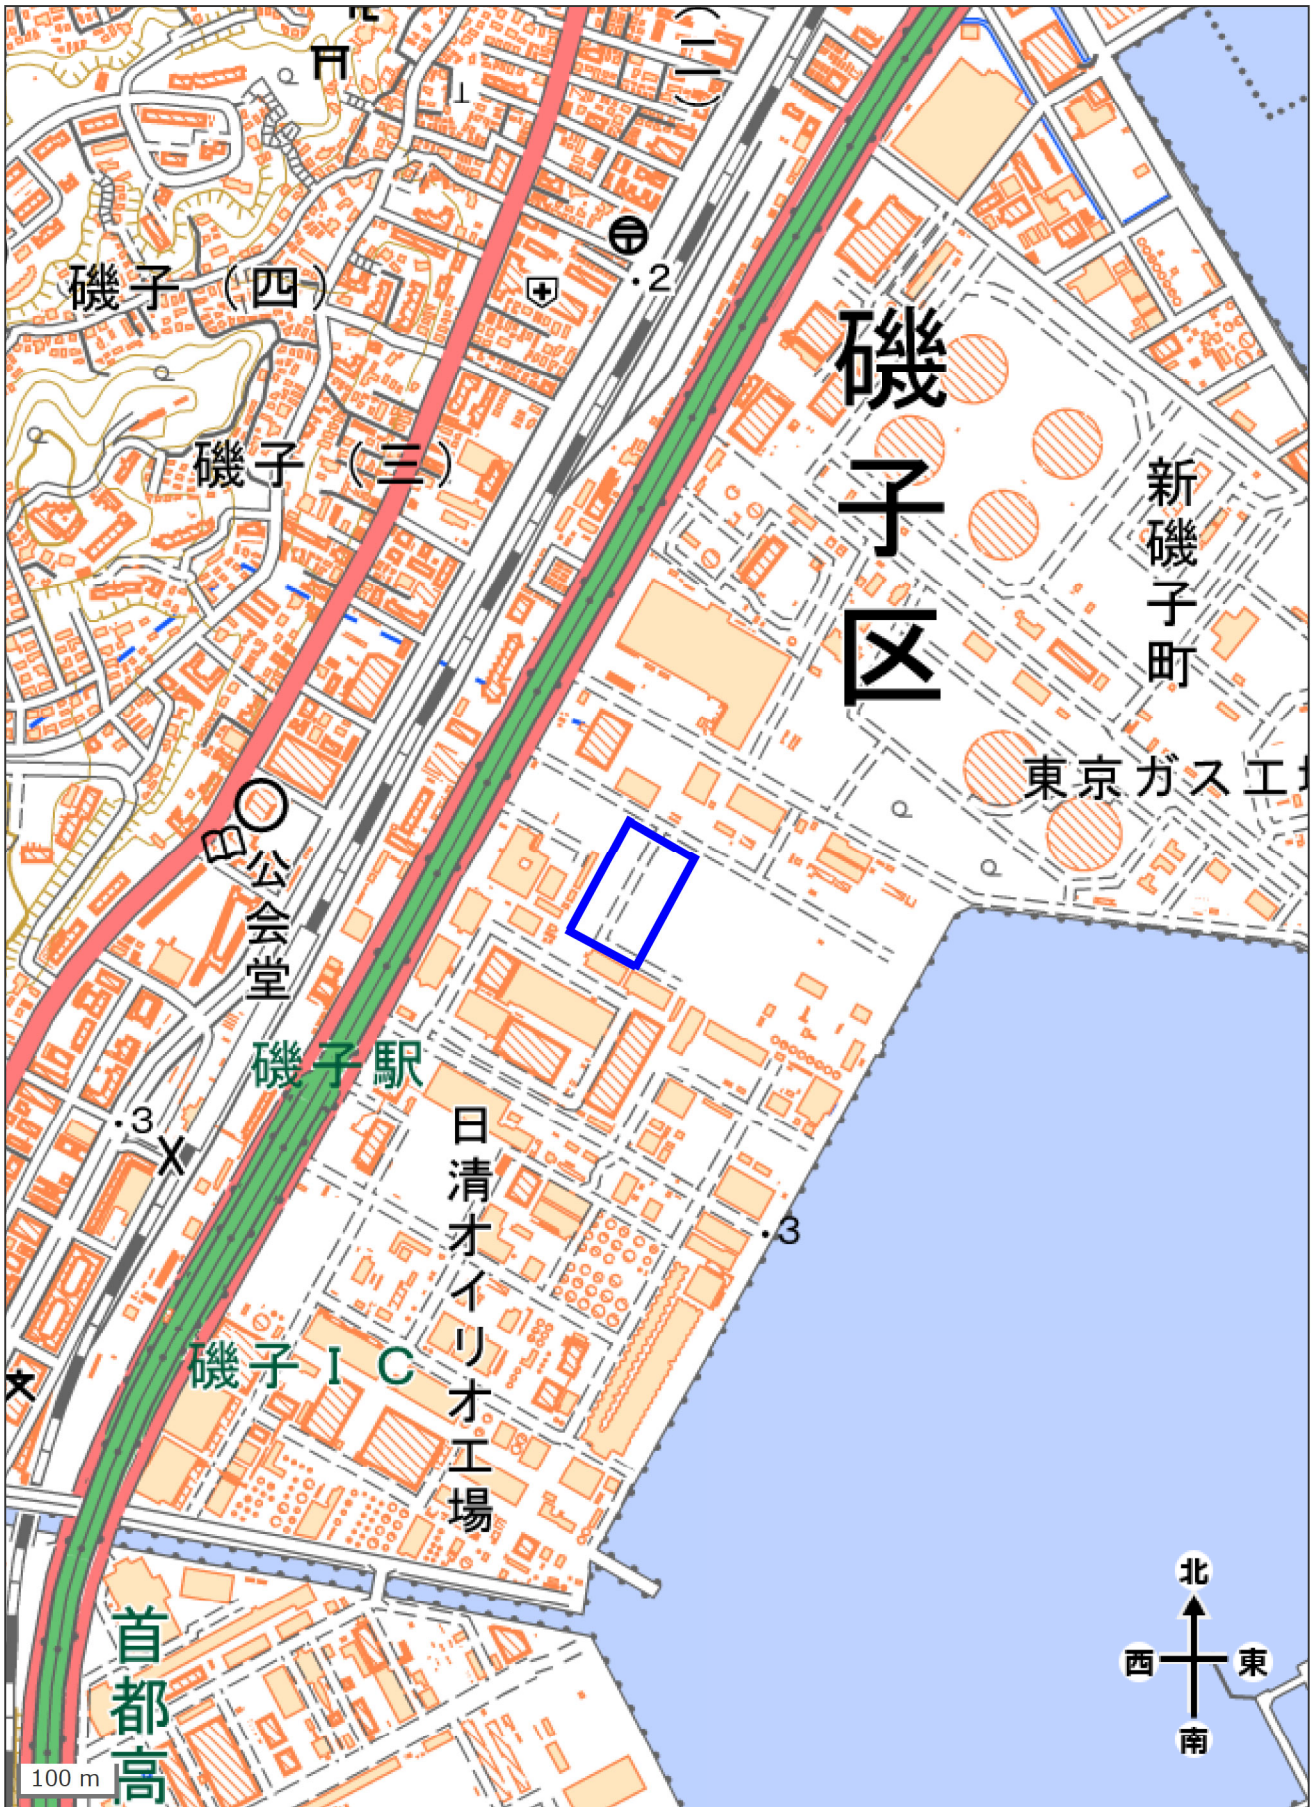 (二)
.2
磯子(四)
磯子(三)
磯子区
新磯子町
東京ガス工
公会堂
磯子駅
.3
日清オイリオ工場
.3
磯子IC
首都高
100 m
北
西
東
南